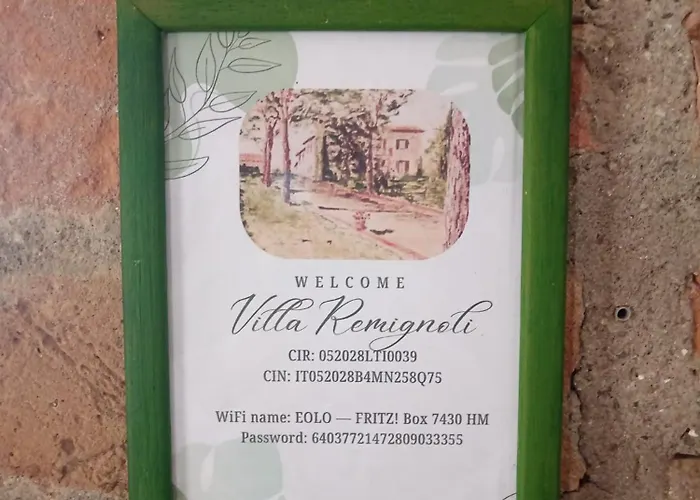 WELCOME
Villa Remignoli
CIR: 052028LTI0039
CIN: IT052028B4MN258Q75
WiFi name: EOLO — FRITZ! Box 7430 HM
Password: 64037721472809033355